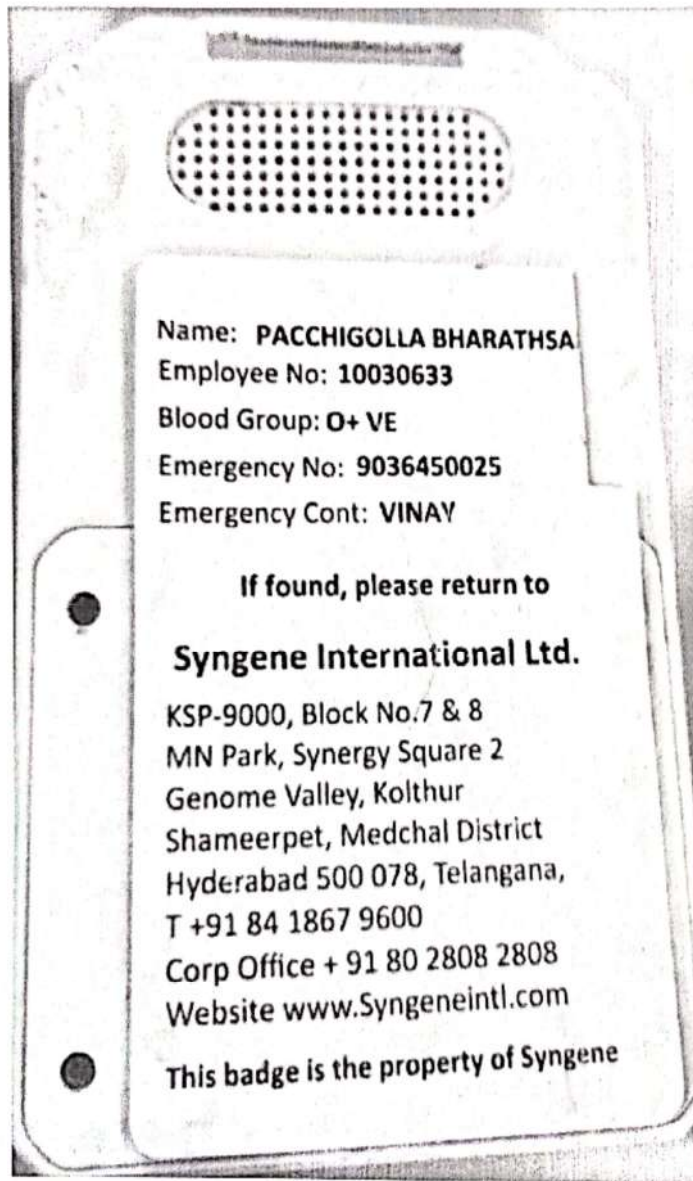 Name: PACCHIGOLLA BHARATHSA
Employee No: 10030633
Blood Group: O+ VE
Emergency No: 9036450025
Emergency Cont: VINAY
If found, please return to
Syngene International Ltd.
KSP-9000, Block No.7 & 8
MN Park, Synergy Square 2
Genome Valley, Kolthur
Shameerpet, Medchal District
Hyderabad 500 078, Telangana,
T +91 84 1867 9600
Corp Office + 91 80 2808 2808
Website www.Syngeneintl.com
This badge is the property of Syngene